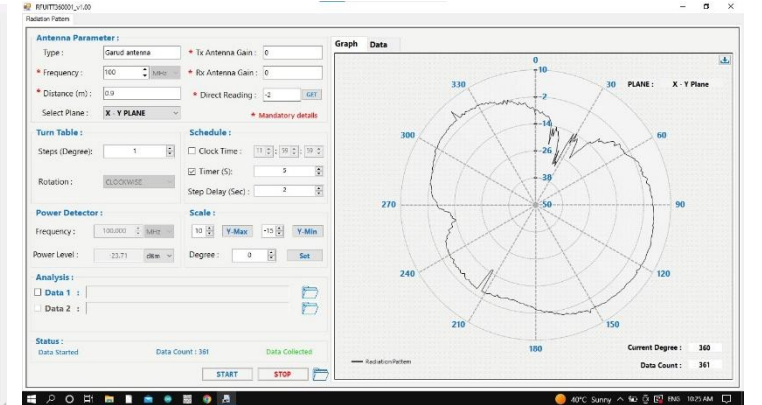 RFUITT360001_v1.00
Radiation Pattern
Antenna Parameter :
Type : Garud antenna * Tx Antenna Gain : 0
* Frequency : 100 MHz * Rx Antenna Gain : 0
* Distance (m) : 0.9 * Direct Reading : -2 GET
Select Plane : X - Y PLANE * Mandatory details
Turn Table : Schedule :
Steps (Degree): 1 Clock Time : 11 : 59 : 59
Timer (S): 5
Rotation : CLOCKWISE Step Delay (Sec) : 2
Power Detector : Scale :
Frequency : 100.000 MHz 10 Y-Max -15 Y-Min
Power Level : -23.71 dBm Degree : 0 Set
Analysis :
Data 1 :
Data 2 :
Status :
Data Started Data Count : 361 Data Collected
START STOP
Graph Data
0
10
330 30 PLANE : X - Y Plane
-2
-14
300 60
-26
-38
270 -50 90
240 120
210 150
180
Current Degree : 360
Data Count : 361
RadiationPattern
40°C Sunny ENG 10:25 AM